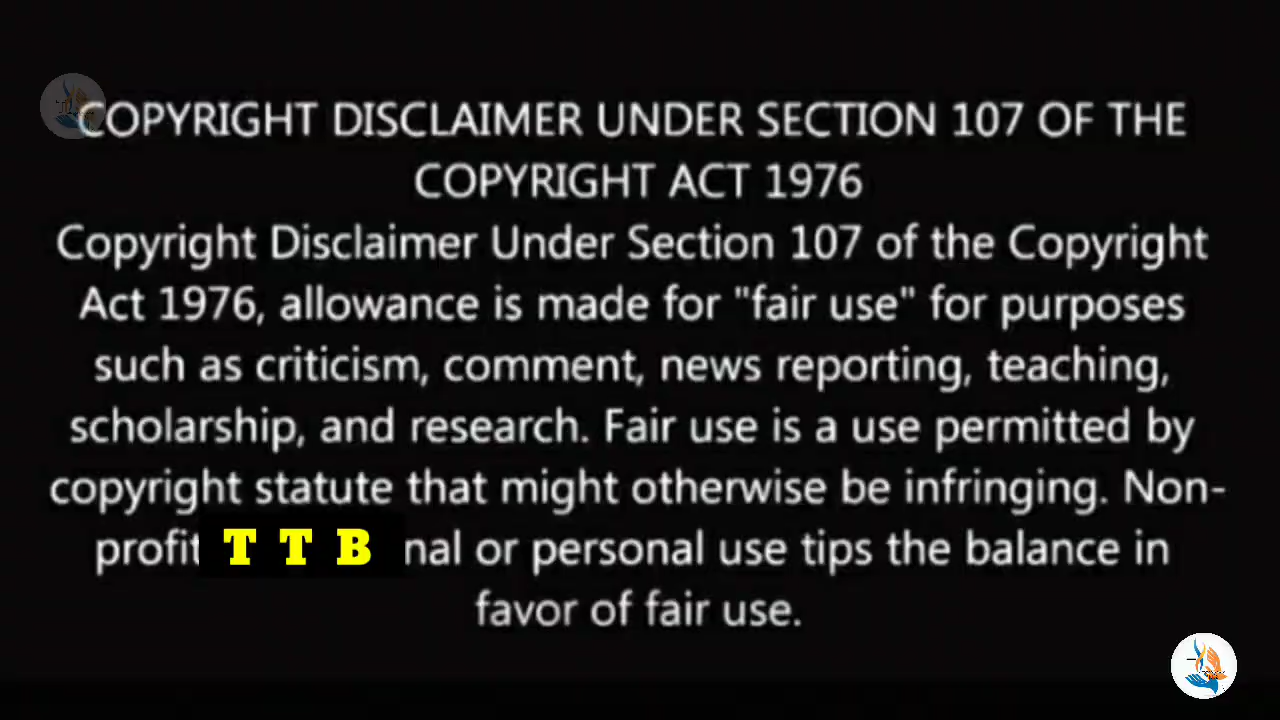 COPYRIGHT DISCLAIMER UNDER SECTION 107 OF THE
COPYRIGHT ACT 1976
Copyright Disclaimer Under Section 107 of the Copyright
Act 1976, allowance is made for "fair use" for purposes
such as criticism, comment, news reporting, teaching,
scholarship, and research. Fair use is a use permitted by
copyright statute that might otherwise be infringing. Non-
profit T T B nal or personal use tips the balance in
favor of fair use.